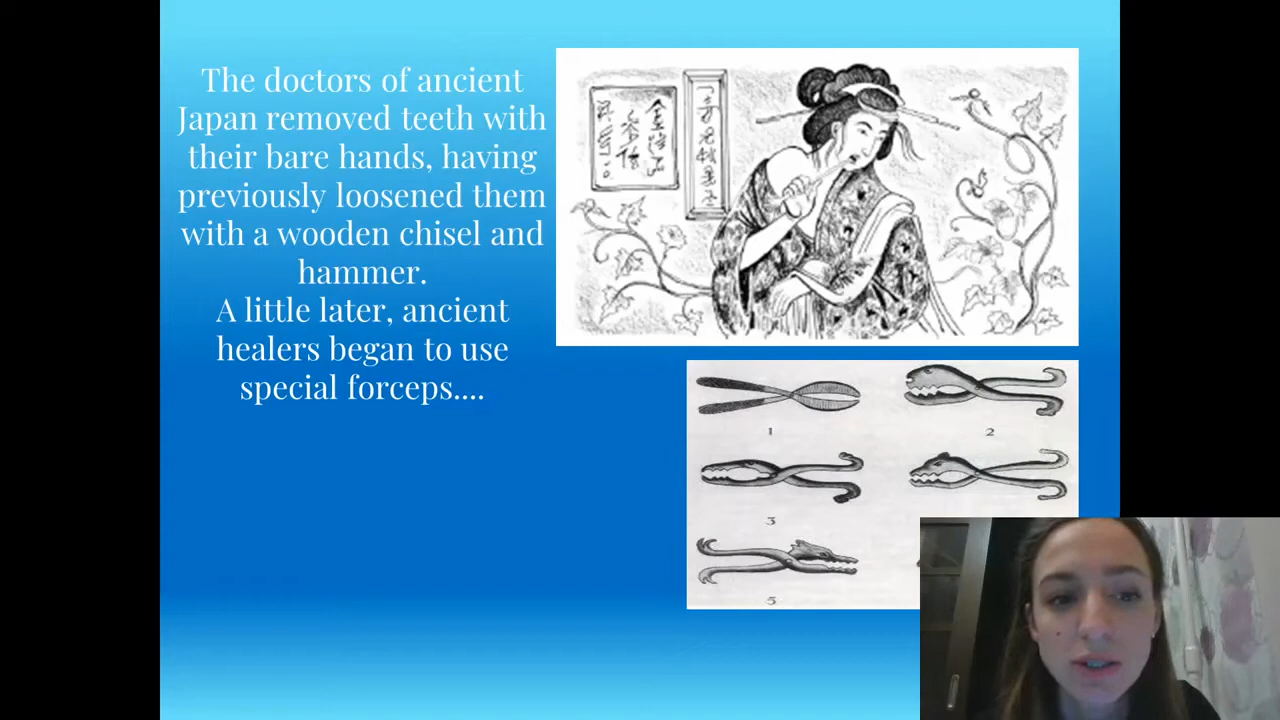 The doctors of ancient
Japan removed teeth with
their bare hands, having
previously loosened them
with a wooden chisel and
hammer.
A little later, ancient
healers began to use
special forceps....
1
2
3
5